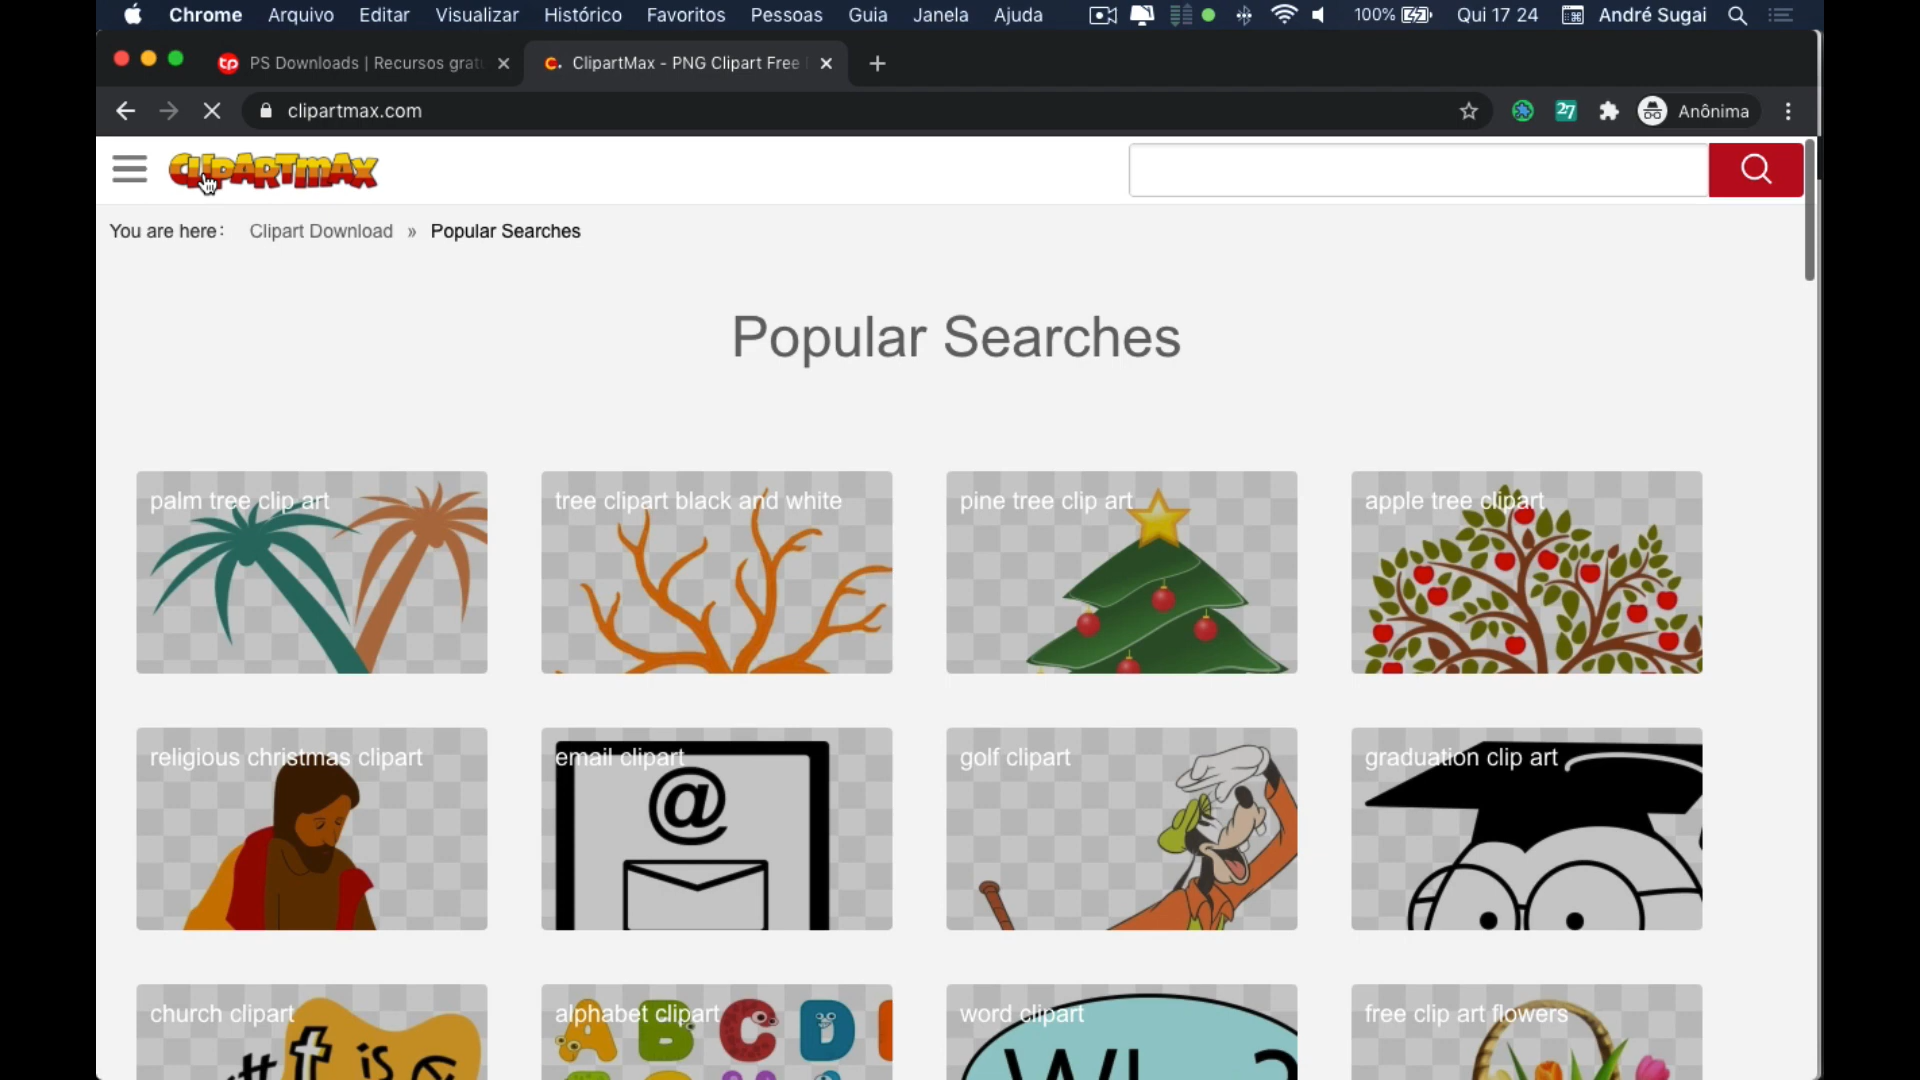 Chrome Arquivo Editar Visualizar Histórico Favoritos Pessoas Guia Janela Ajuda 100% Qui 17 24 André Sugai
PS Downloads | Recursos gratu ClipartMax - PNG Clipart Free
clipartmax.com 27 Anônima
CLIPARTMAX
You are here: Clipart Download » Popular Searches
Popular Searches
palm tree clip art tree clipart black and white pine tree clip art apple tree clipart
religious christmas clipart email clipart golf clipart graduation clip art
@
church clipart alphabet clipart word clipart free clip art flowers
is A B C D